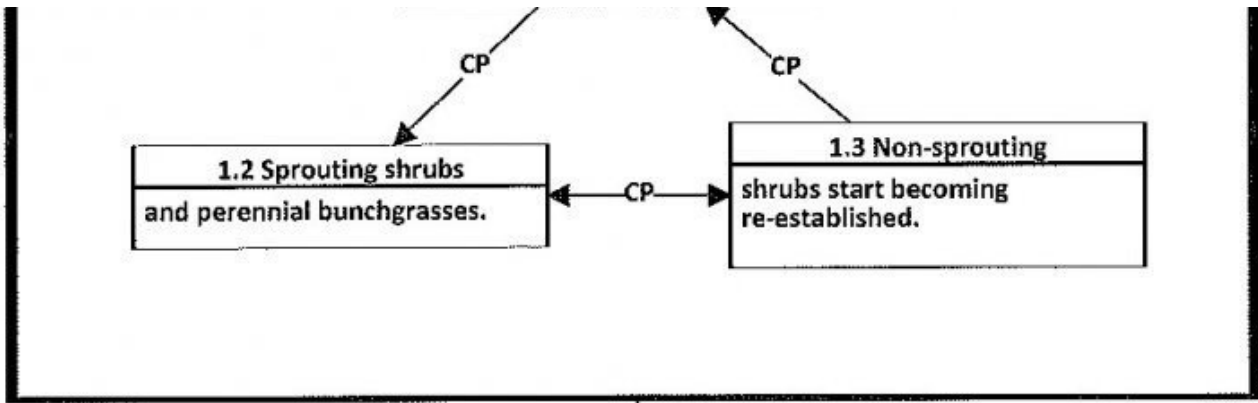 CP
CP
1.2 Sprouting shrubs
and perennial bunchgrasses.
CP
1.3 Non-sprouting
shrubs start becoming
re-established.